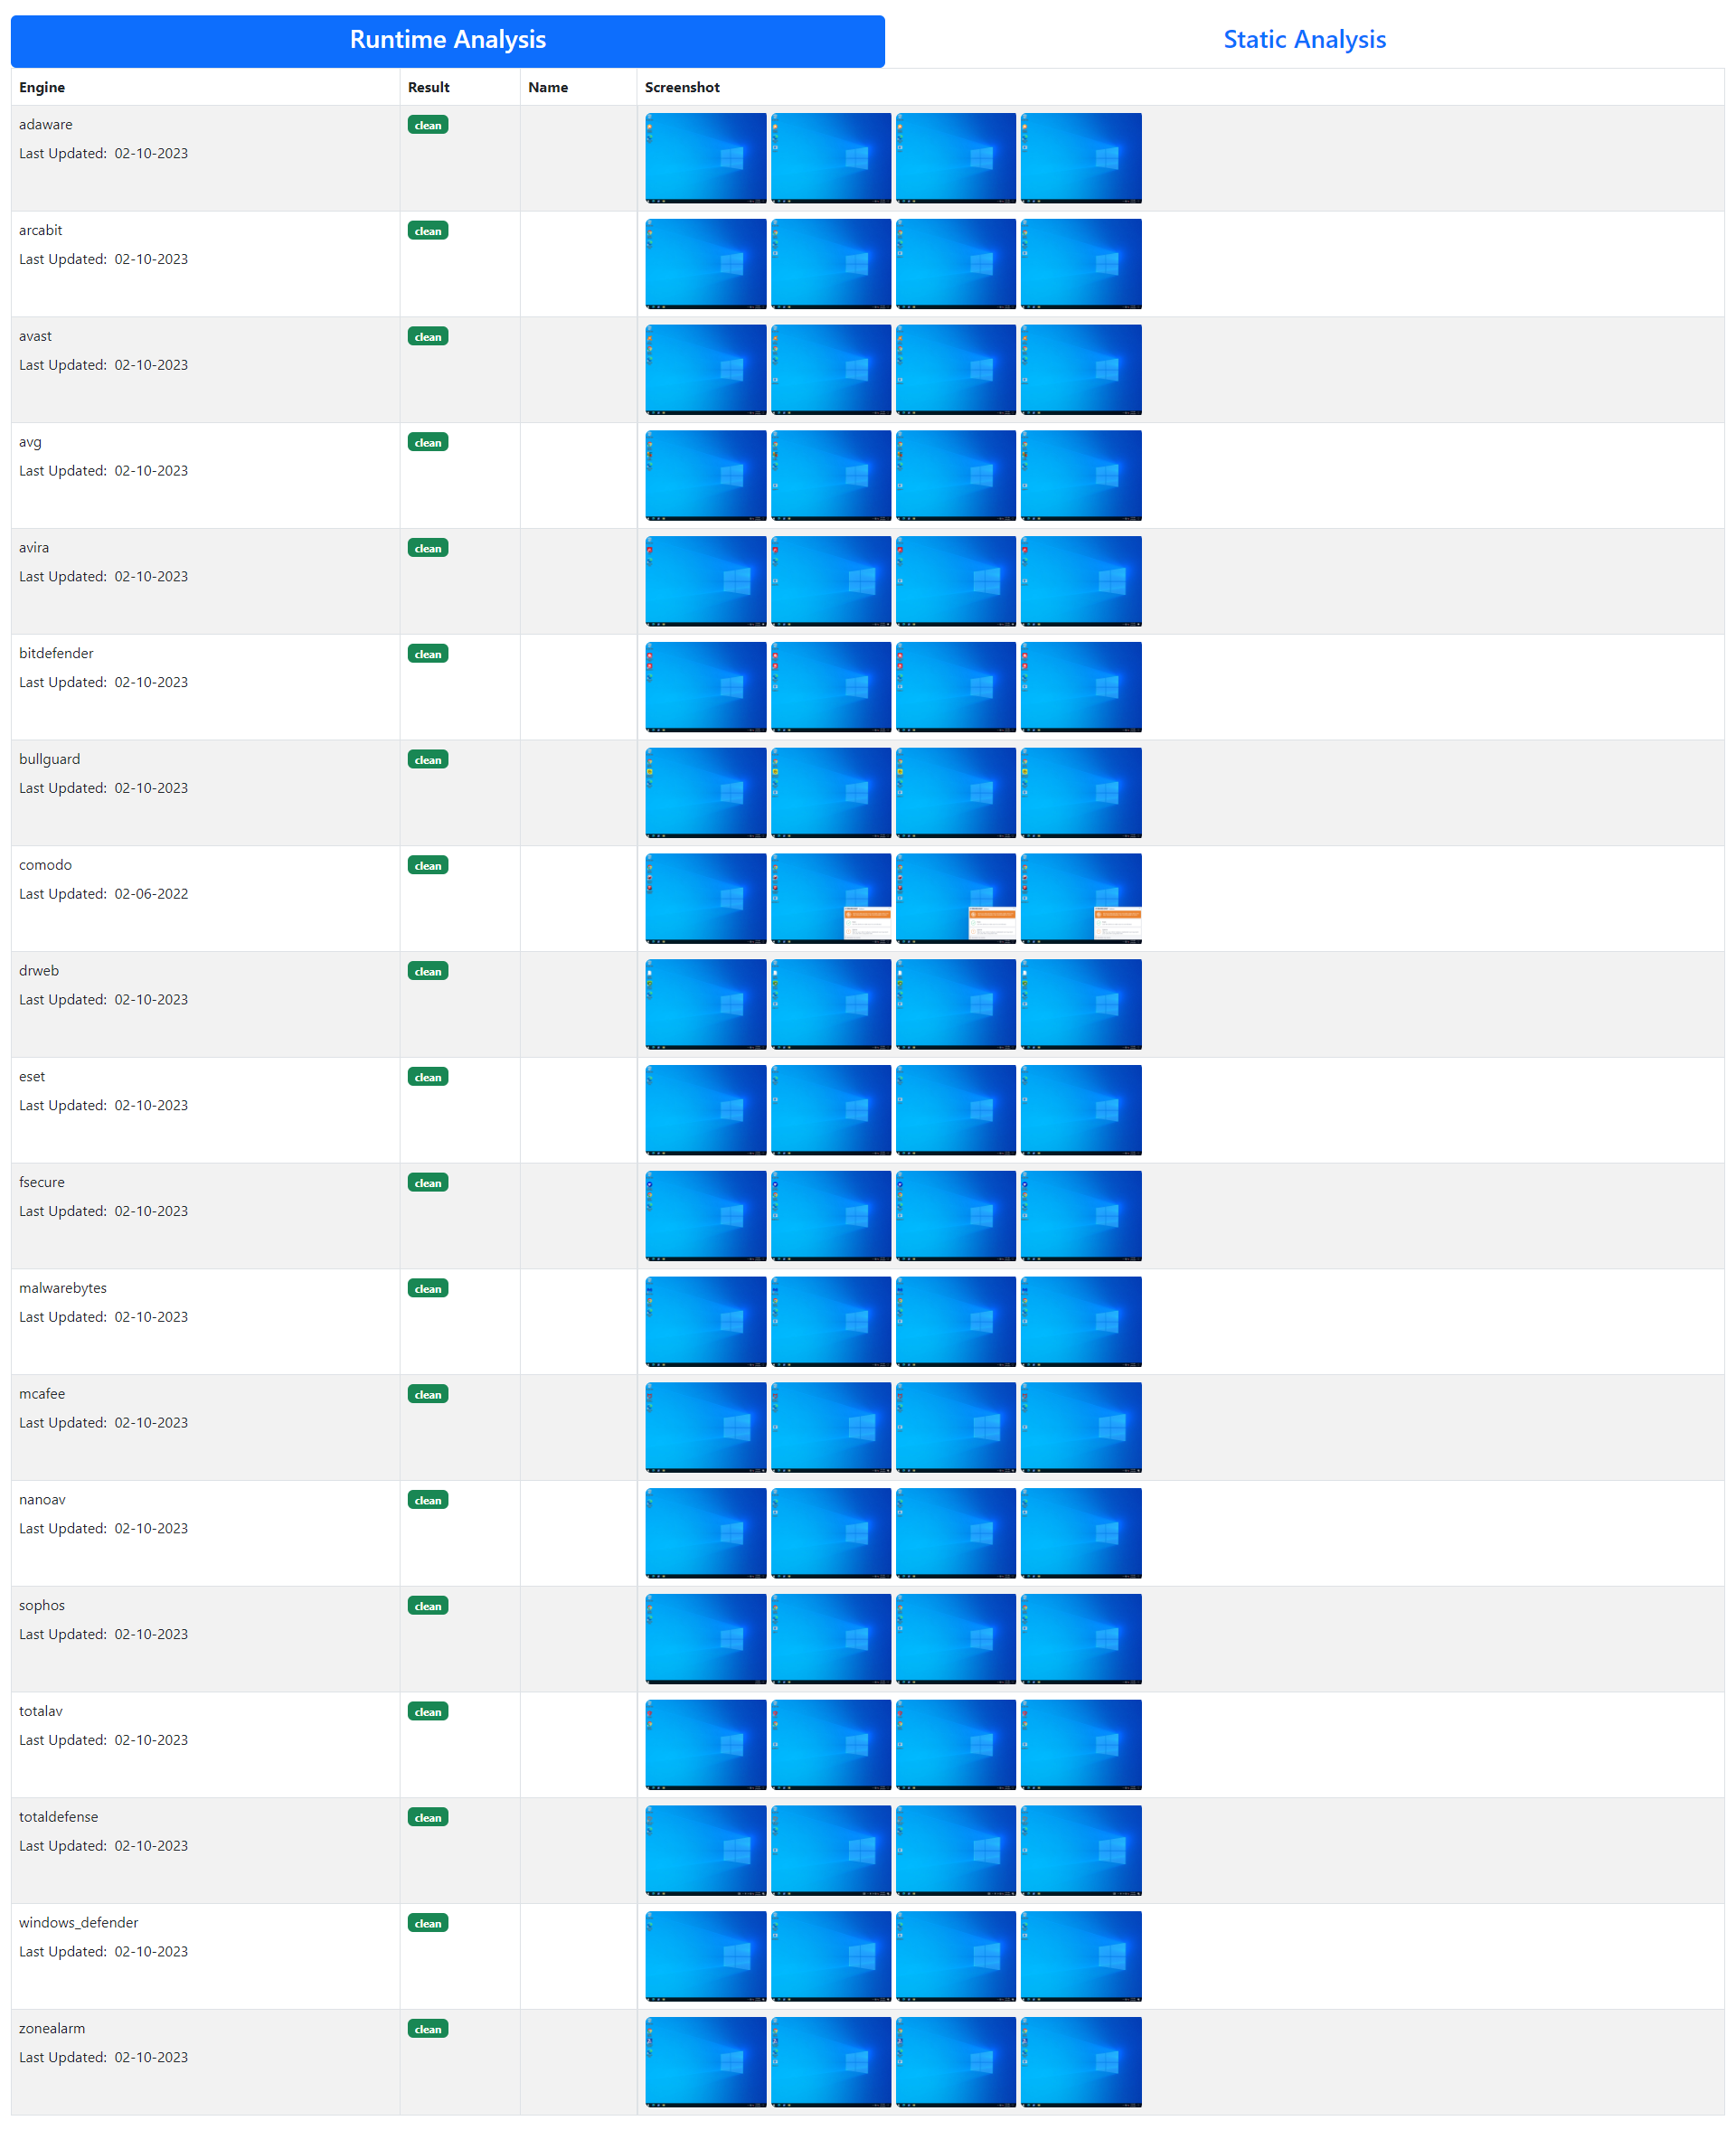 Runtime Analysis Static Analysis
Engine Result Name Screenshot
adaware clean
Last Updated: 02-10-2023
arcabit clean
Last Updated: 02-10-2023
avast clean
Last Updated: 02-10-2023
avg clean
Last Updated: 02-10-2023
avira clean
Last Updated: 02-10-2023
bitdefender clean
Last Updated: 02-10-2023
bullguard clean
Last Updated: 02-10-2023
comodo clean
Last Updated: 02-06-2022
drweb clean
Last Updated: 02-10-2023
eset clean
Last Updated: 02-10-2023
fsecure clean
Last Updated: 02-10-2023
malwarebytes clean
Last Updated: 02-10-2023
mcafee clean
Last Updated: 02-10-2023
nanoav clean
Last Updated: 02-10-2023
sophos clean
Last Updated: 02-10-2023
totalav clean
Last Updated: 02-10-2023
totaldefense clean
Last Updated: 02-10-2023
windows_defender clean
Last Updated: 02-10-2023
zonealarm clean
Last Updated: 02-10-2023